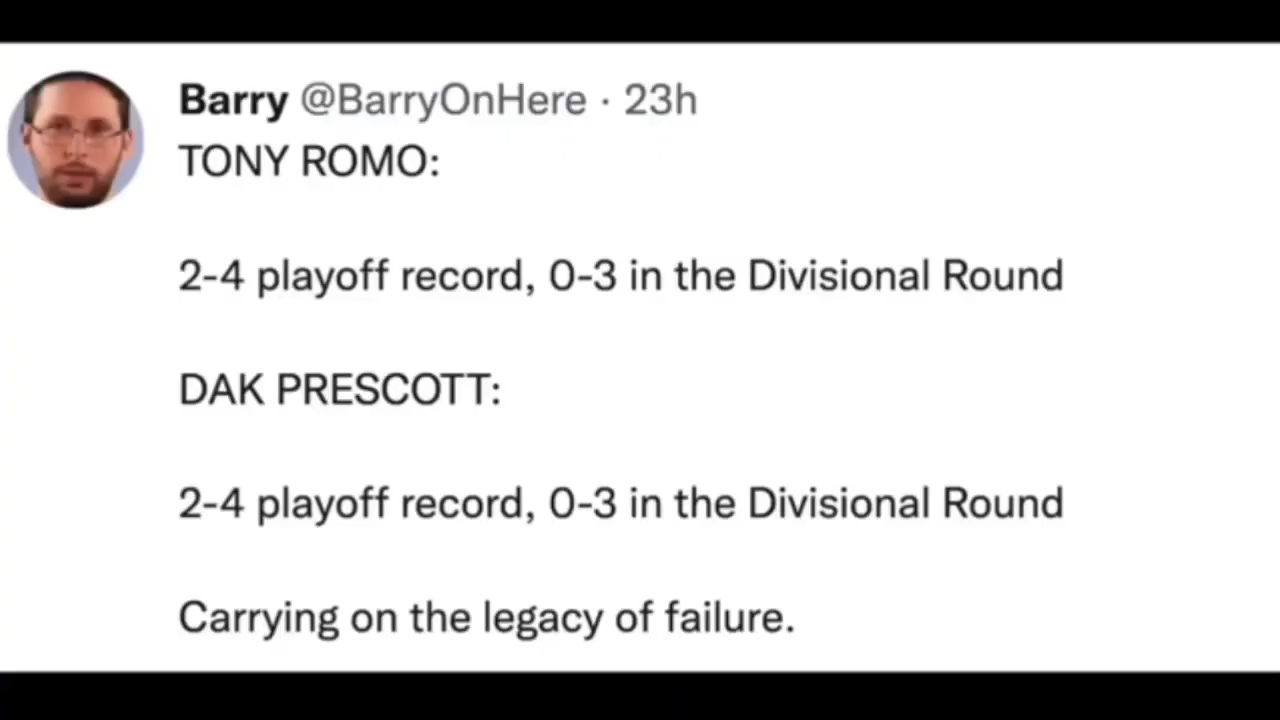 Barry @BarryOnHere · 23h
TONY ROMO:
2-4 playoff record, 0-3 in the Divisional Round
DAK PRESCOTT:
2-4 playoff record, 0-3 in the Divisional Round
Carrying on the legacy of failure.